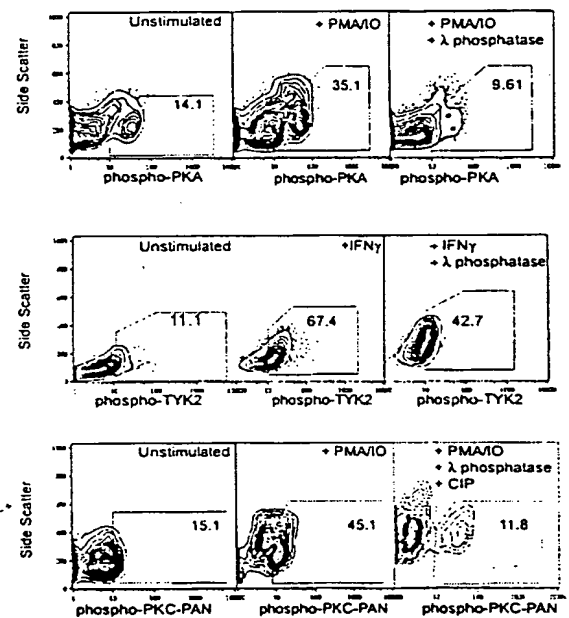 Unstimulated
+ PMA/IO
+ PMA/IO
+ λ phosphatase
Side Scatter
14.1
35.1
9.61
phospho-PKA
phospho-PKA
phospho-PKA
Unstimulated
+IFNγ
+ IFNγ
+ λ phosphatase
Side Scatter
11.1
67.4
42.7
phospho-TYK2
phospho-TYK2
phospho-TYK2
Unstimulated
+ PMA/IO
+ PMA/IO
+ λ phosphatase
+ CIP
Side Scatter
15.1
45.1
11.8
phospho-PKC-PAN
phospho-PKC-PAN
phospho-PKC-PAN